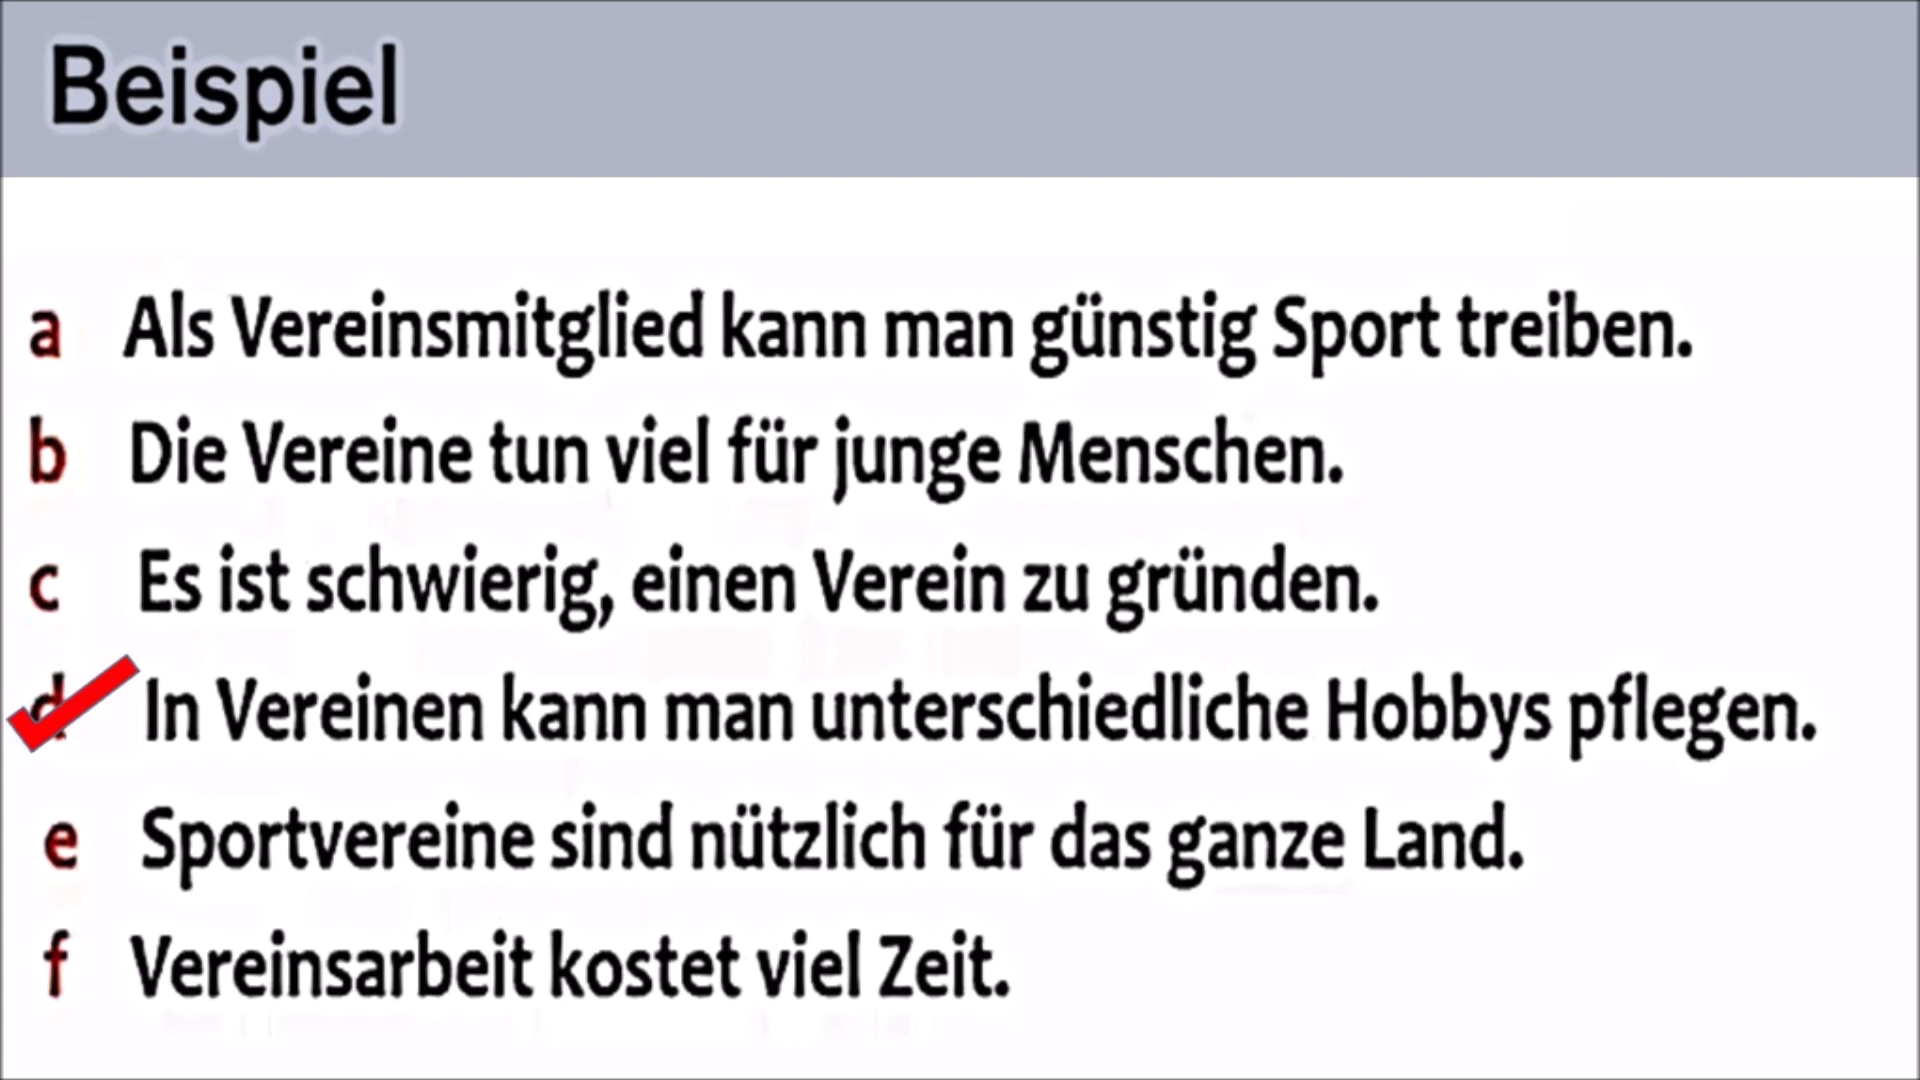 Beispiel
a Als Vereinsmitglied kann man günstig Sport treiben.
b Die Vereine tun viel für junge Menschen.
c Es ist schwierig, einen Verein zu gründen.
d In Vereinen kann man unterschiedliche Hobbys pflegen.
e Sportvereine sind nützlich für das ganze Land.
f Vereinsarbeit kostet viel Zeit.